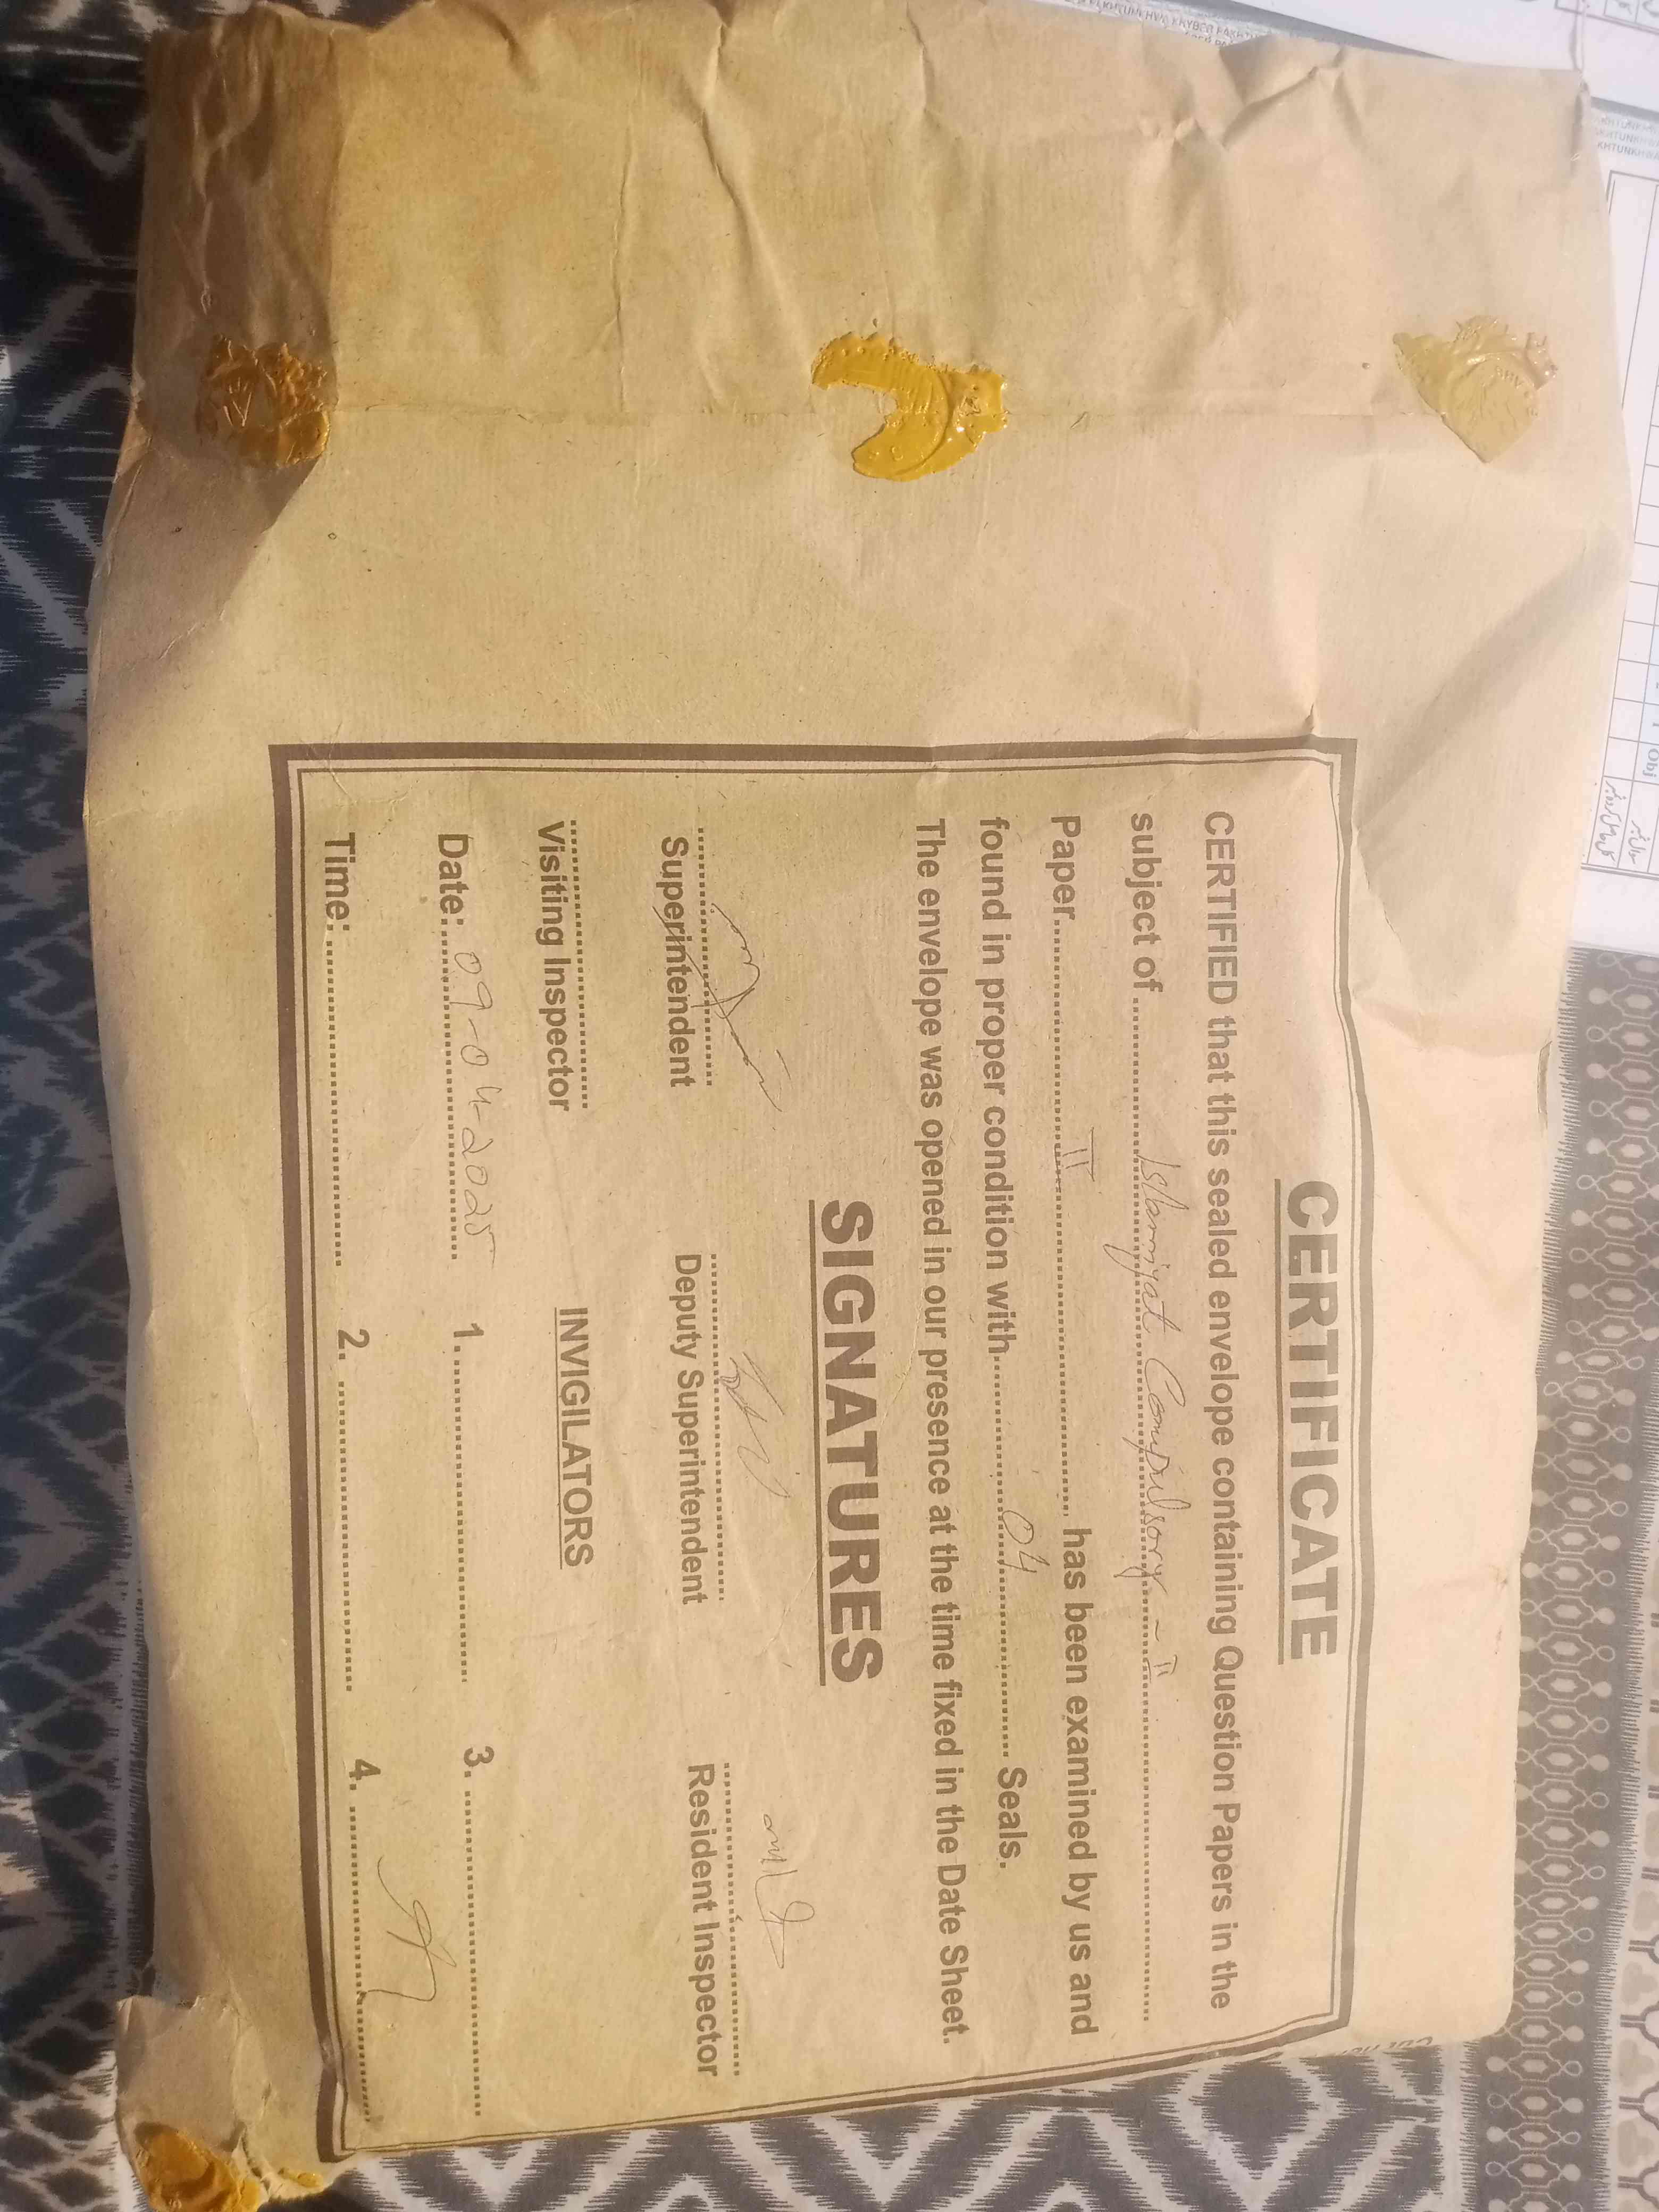 CERTIFICATE
CERTIFIED that this sealed envelope containing Question Papers in the
subject of Islamiyat Compulsory - II
Paper II has been examined by us and
found in proper condition with 04 Seals.
The envelope was opened in our presence at the time fixed in the Date Sheet.
SIGNATURES
Superintendent Deputy Superintendent Resident Inspector
Visiting Inspector INVIGILATORS
Date: 09-04-2025 1. 3.
Time: 2. 4.
Obj